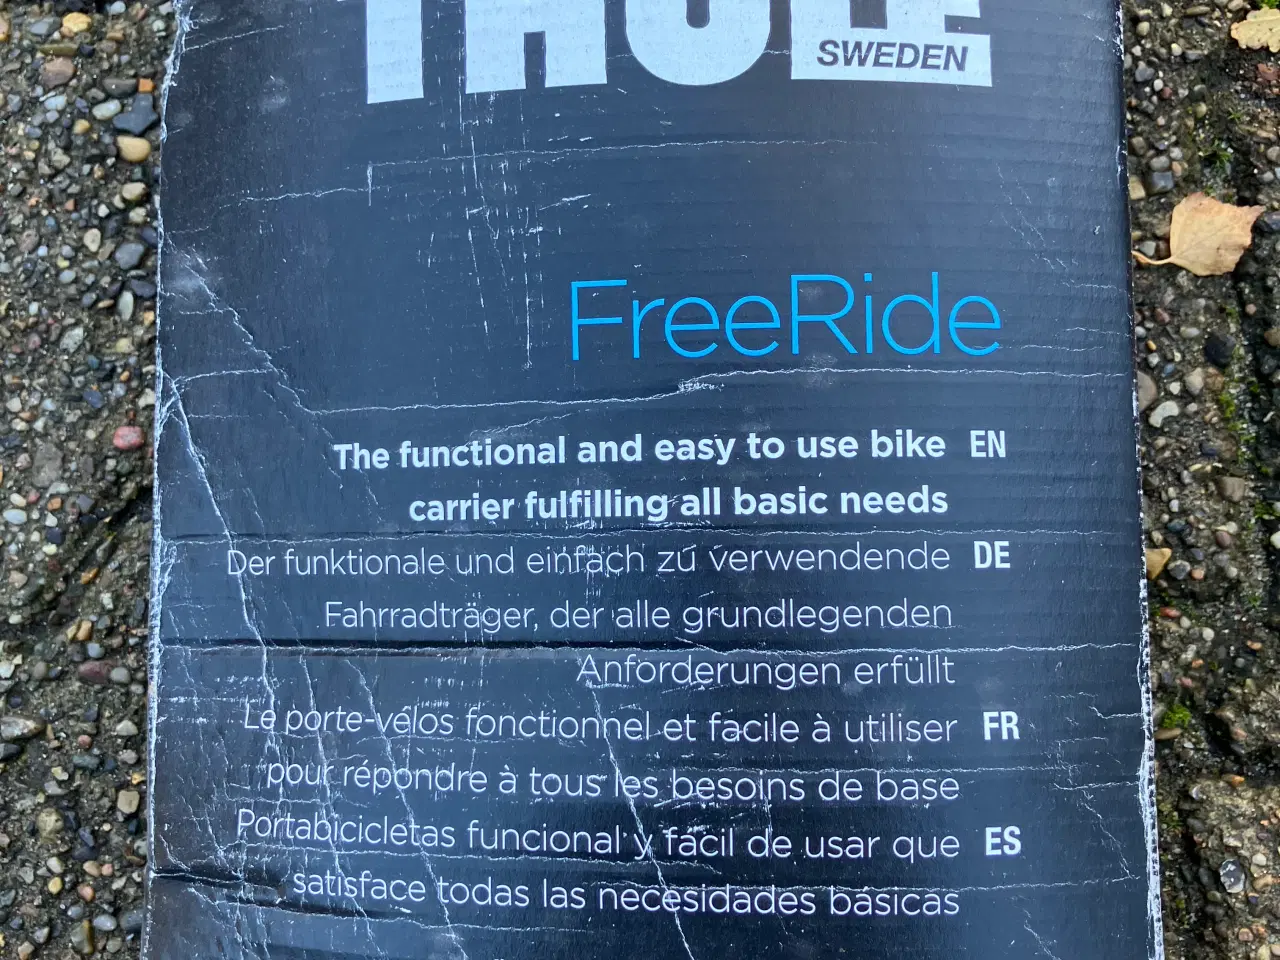 THULE
SWEDEN
FreeRide
The functional and easy to use bike EN
carrier fulfilling all basic needs
Der funktionale und einfach zu verwendende DE
Fahrradträger, der alle grundlegenden
Anforderungen erfüllt
Le porte-vélos fonctionnel et facile à utiliser FR
pour répondre à tous les besoins de base
Portabicicletas funcional y fácil de usar que ES
satisface todas las necesidades básicas